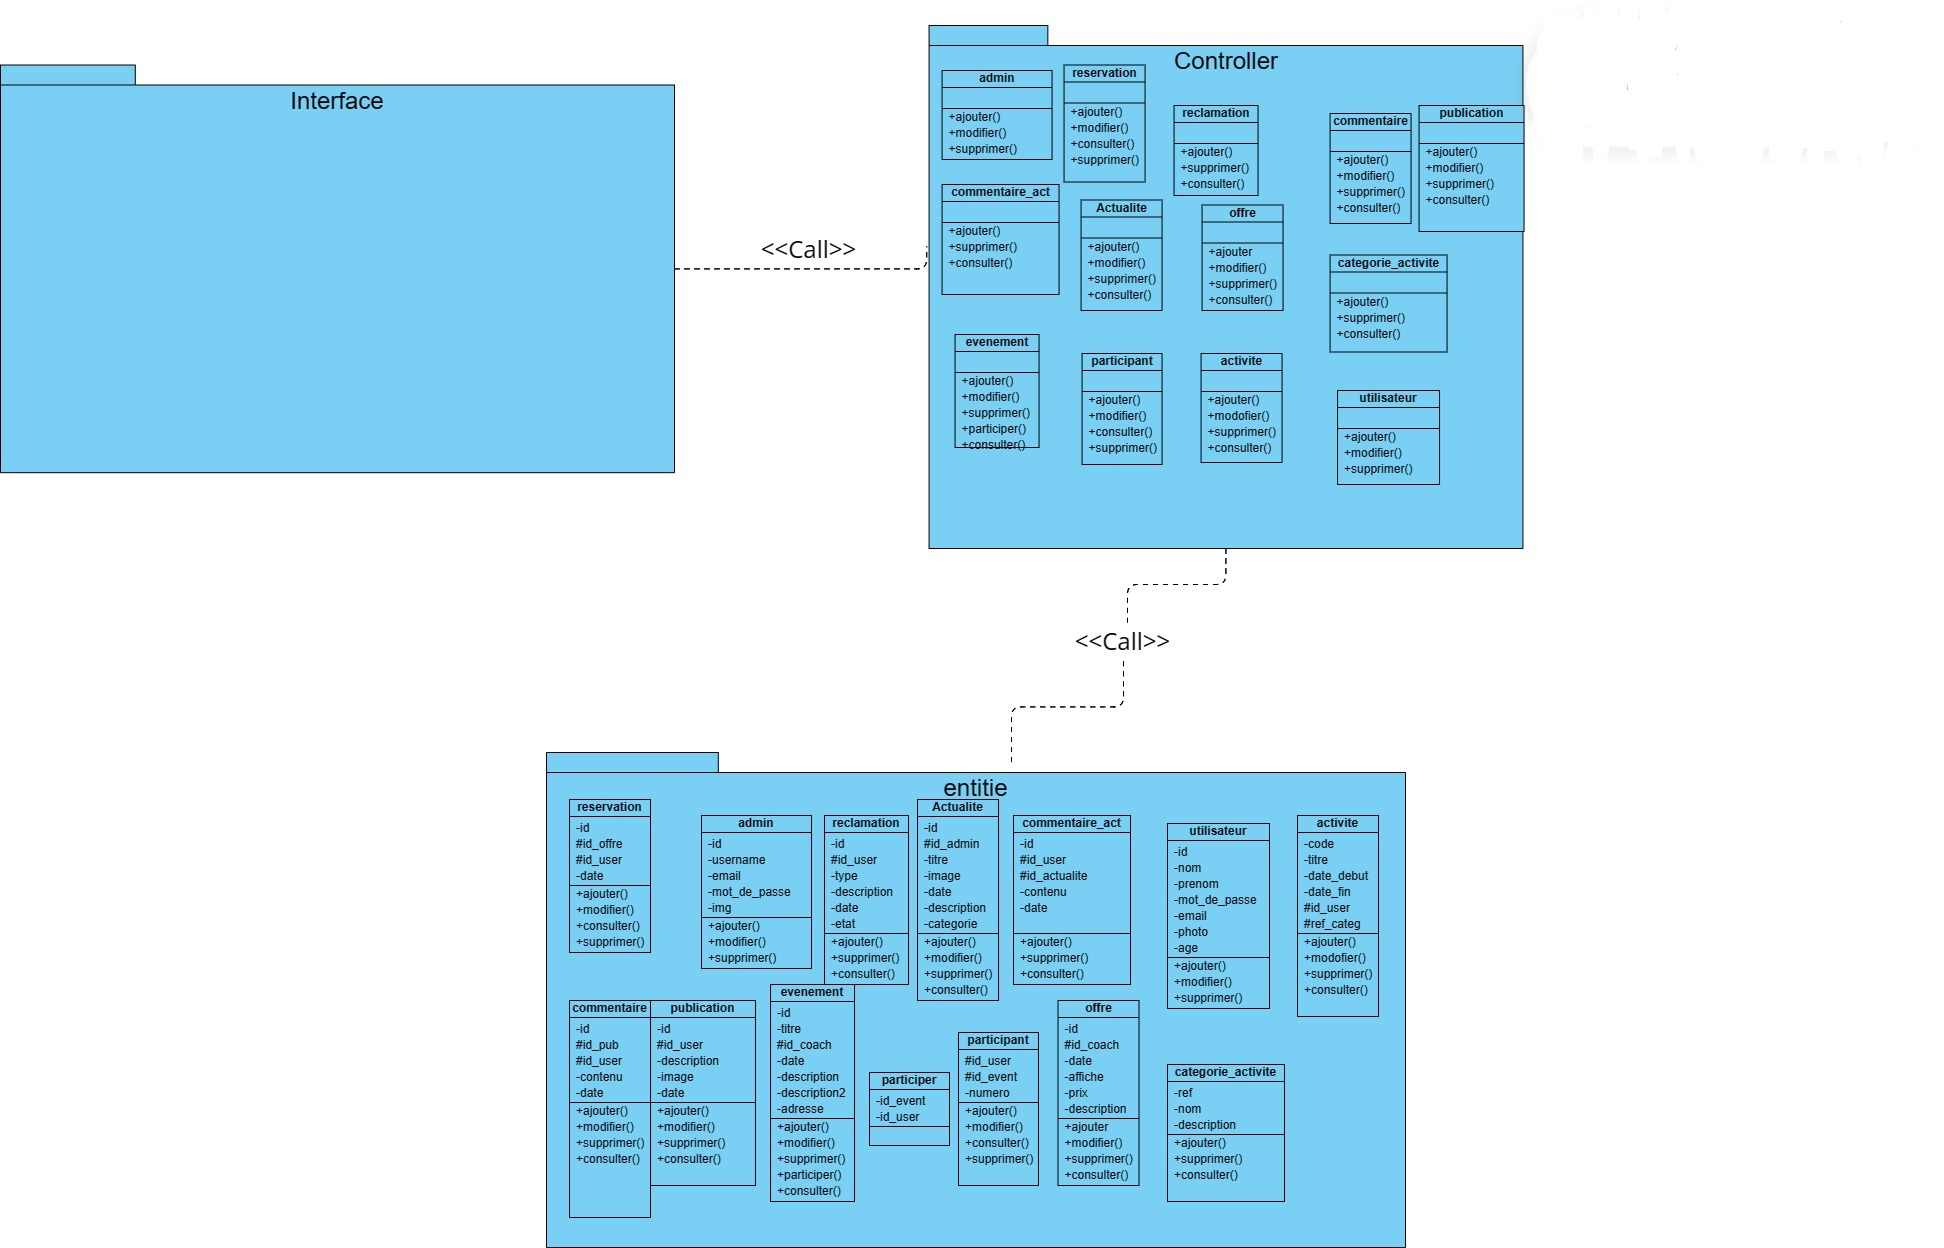 Interface
<<Call>>
Controller
admin
+ajouter()
+modifier()
+supprimer()
reservation
+ajouter()
+modifier()
+consulter()
+supprimer()
reclamation
+ajouter()
+supprimer()
+consulter()
commentaire
+ajouter()
+modifier()
+supprimer()
+consulter()
publication
+ajouter()
+modifier()
+supprimer()
+consulter()
commentaire_act
+ajouter()
+supprimer()
+consulter()
Actualite
+ajouter()
+modifier()
+supprimer()
+consulter()
offre
+ajouter
+modifier()
+supprimer()
+consulter()
categorie_activite
+ajouter()
+supprimer()
+consulter()
evenement
+ajouter()
+modifier()
+supprimer()
+participer()
+consulter()
participant
+ajouter()
+modifier()
+consulter()
+supprimer()
activite
+ajouter()
+modofier()
+supprimer()
+consulter()
utilisateur
+ajouter()
+modifier()
+supprimer()
<<Call>>
entitie
reservation
-id
#id_offre
#id_user
-date
+ajouter()
+modifier()
+consulter()
+supprimer()
admin
-id
-username
-email
-mot_de_passe
-img
+ajouter()
+modifier()
+supprimer()
reclamation
-id
#id_user
-type
-description
-date
-etat
+ajouter()
+supprimer()
+consulter()
Actualite
-id
#id_admin
-titre
-image
-date
-description
-categorie
+ajouter()
+modifier()
+supprimer()
+consulter()
commentaire_act
-id
#id_user
#id_actualite
-contenu
-date
+ajouter()
+supprimer()
+consulter()
utilisateur
-id
-nom
-prenom
-mot_de_passe
-email
-photo
-age
+ajouter()
+modifier()
+supprimer()
activite
-code
-titre
-date_debut
-date_fin
#id_user
#ref_categ
+ajouter()
+modofier()
+supprimer()
+consulter()
commentaire
-id
#id_pub
#id_user
-contenu
-date
+ajouter()
+modifier()
+supprimer()
+consulter()
publication
-id
#id_user
-description
-image
-date
+ajouter()
+modifier()
+supprimer()
+consulter()
evenement
-id
-titre
#id_coach
-date
-description
-description2
-adresse
+ajouter()
+modifier()
+supprimer()
+participer()
+consulter()
participer
-id_event
-id_user
participant
#id_user
#id_event
-numero
+ajouter()
+modifier()
+consulter()
+supprimer()
offre
-id
#id_coach
-date
-affiche
-prix
-description
+ajouter
+modifier()
+supprimer()
+consulter()
categorie_activite
-ref
-nom
-description
+ajouter()
+supprimer()
+consulter()